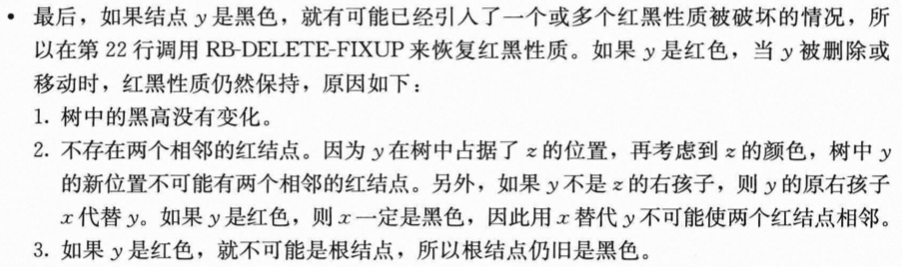 • 最后，如果结点 y 是黑色，就有可能已经引入了一个或多个红黑性质被破坏的情况，所
以在第 22 行调用 RB-DELETE-FIXUP 来恢复红黑性质。如果 y 是红色，当 y 被删除或
移动时，红黑性质仍然保持，原因如下：
1. 树中的黑高没有变化。
2. 不存在两个相邻的红结点。因为 y 在树中占据了 z 的位置，再考虑到 z 的颜色，树中 y
的新位置不可能有两个相邻的红结点。另外，如果 y 不是 z 的右孩子，则 y 的原右孩子
x 代替 y。如果 y 是红色，则 x 一定是黑色，因此用 x 替代 y 不可能使两个红结点相邻。
3. 如果 y 是红色，就不可能是根结点，所以根结点仍旧是黑色。